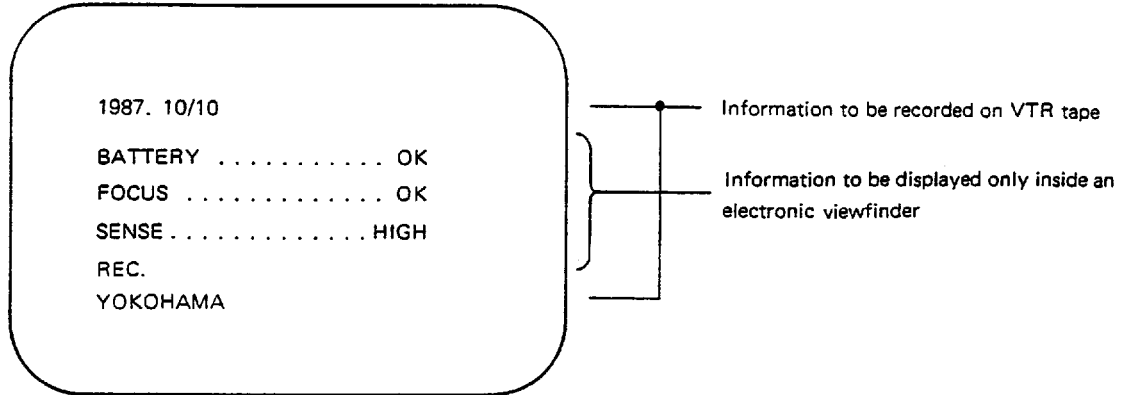 1987. 10/10
BATTERY ........... OK
FOCUS ............. OK
SENSE.............. HIGH
REC.
YOKOHAMA
Information to be recorded on VTR tape
Information to be displayed only inside an
electronic viewfinder